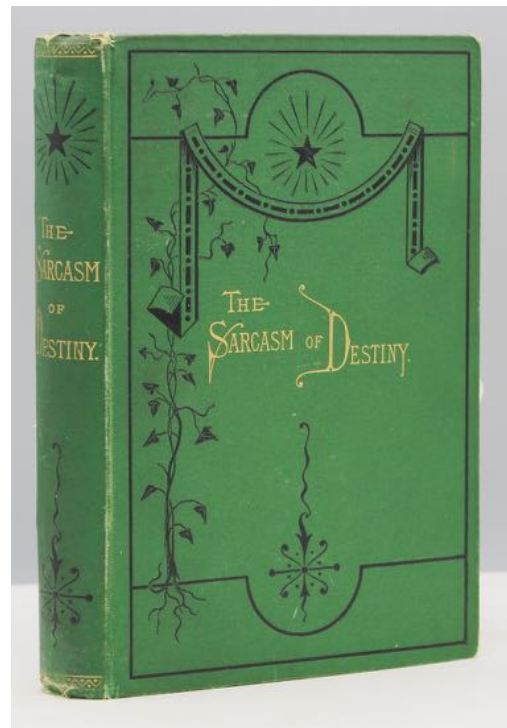 THE
SARCASM
OF
DESTINY.
THE
SARCASM OF DESTINY.